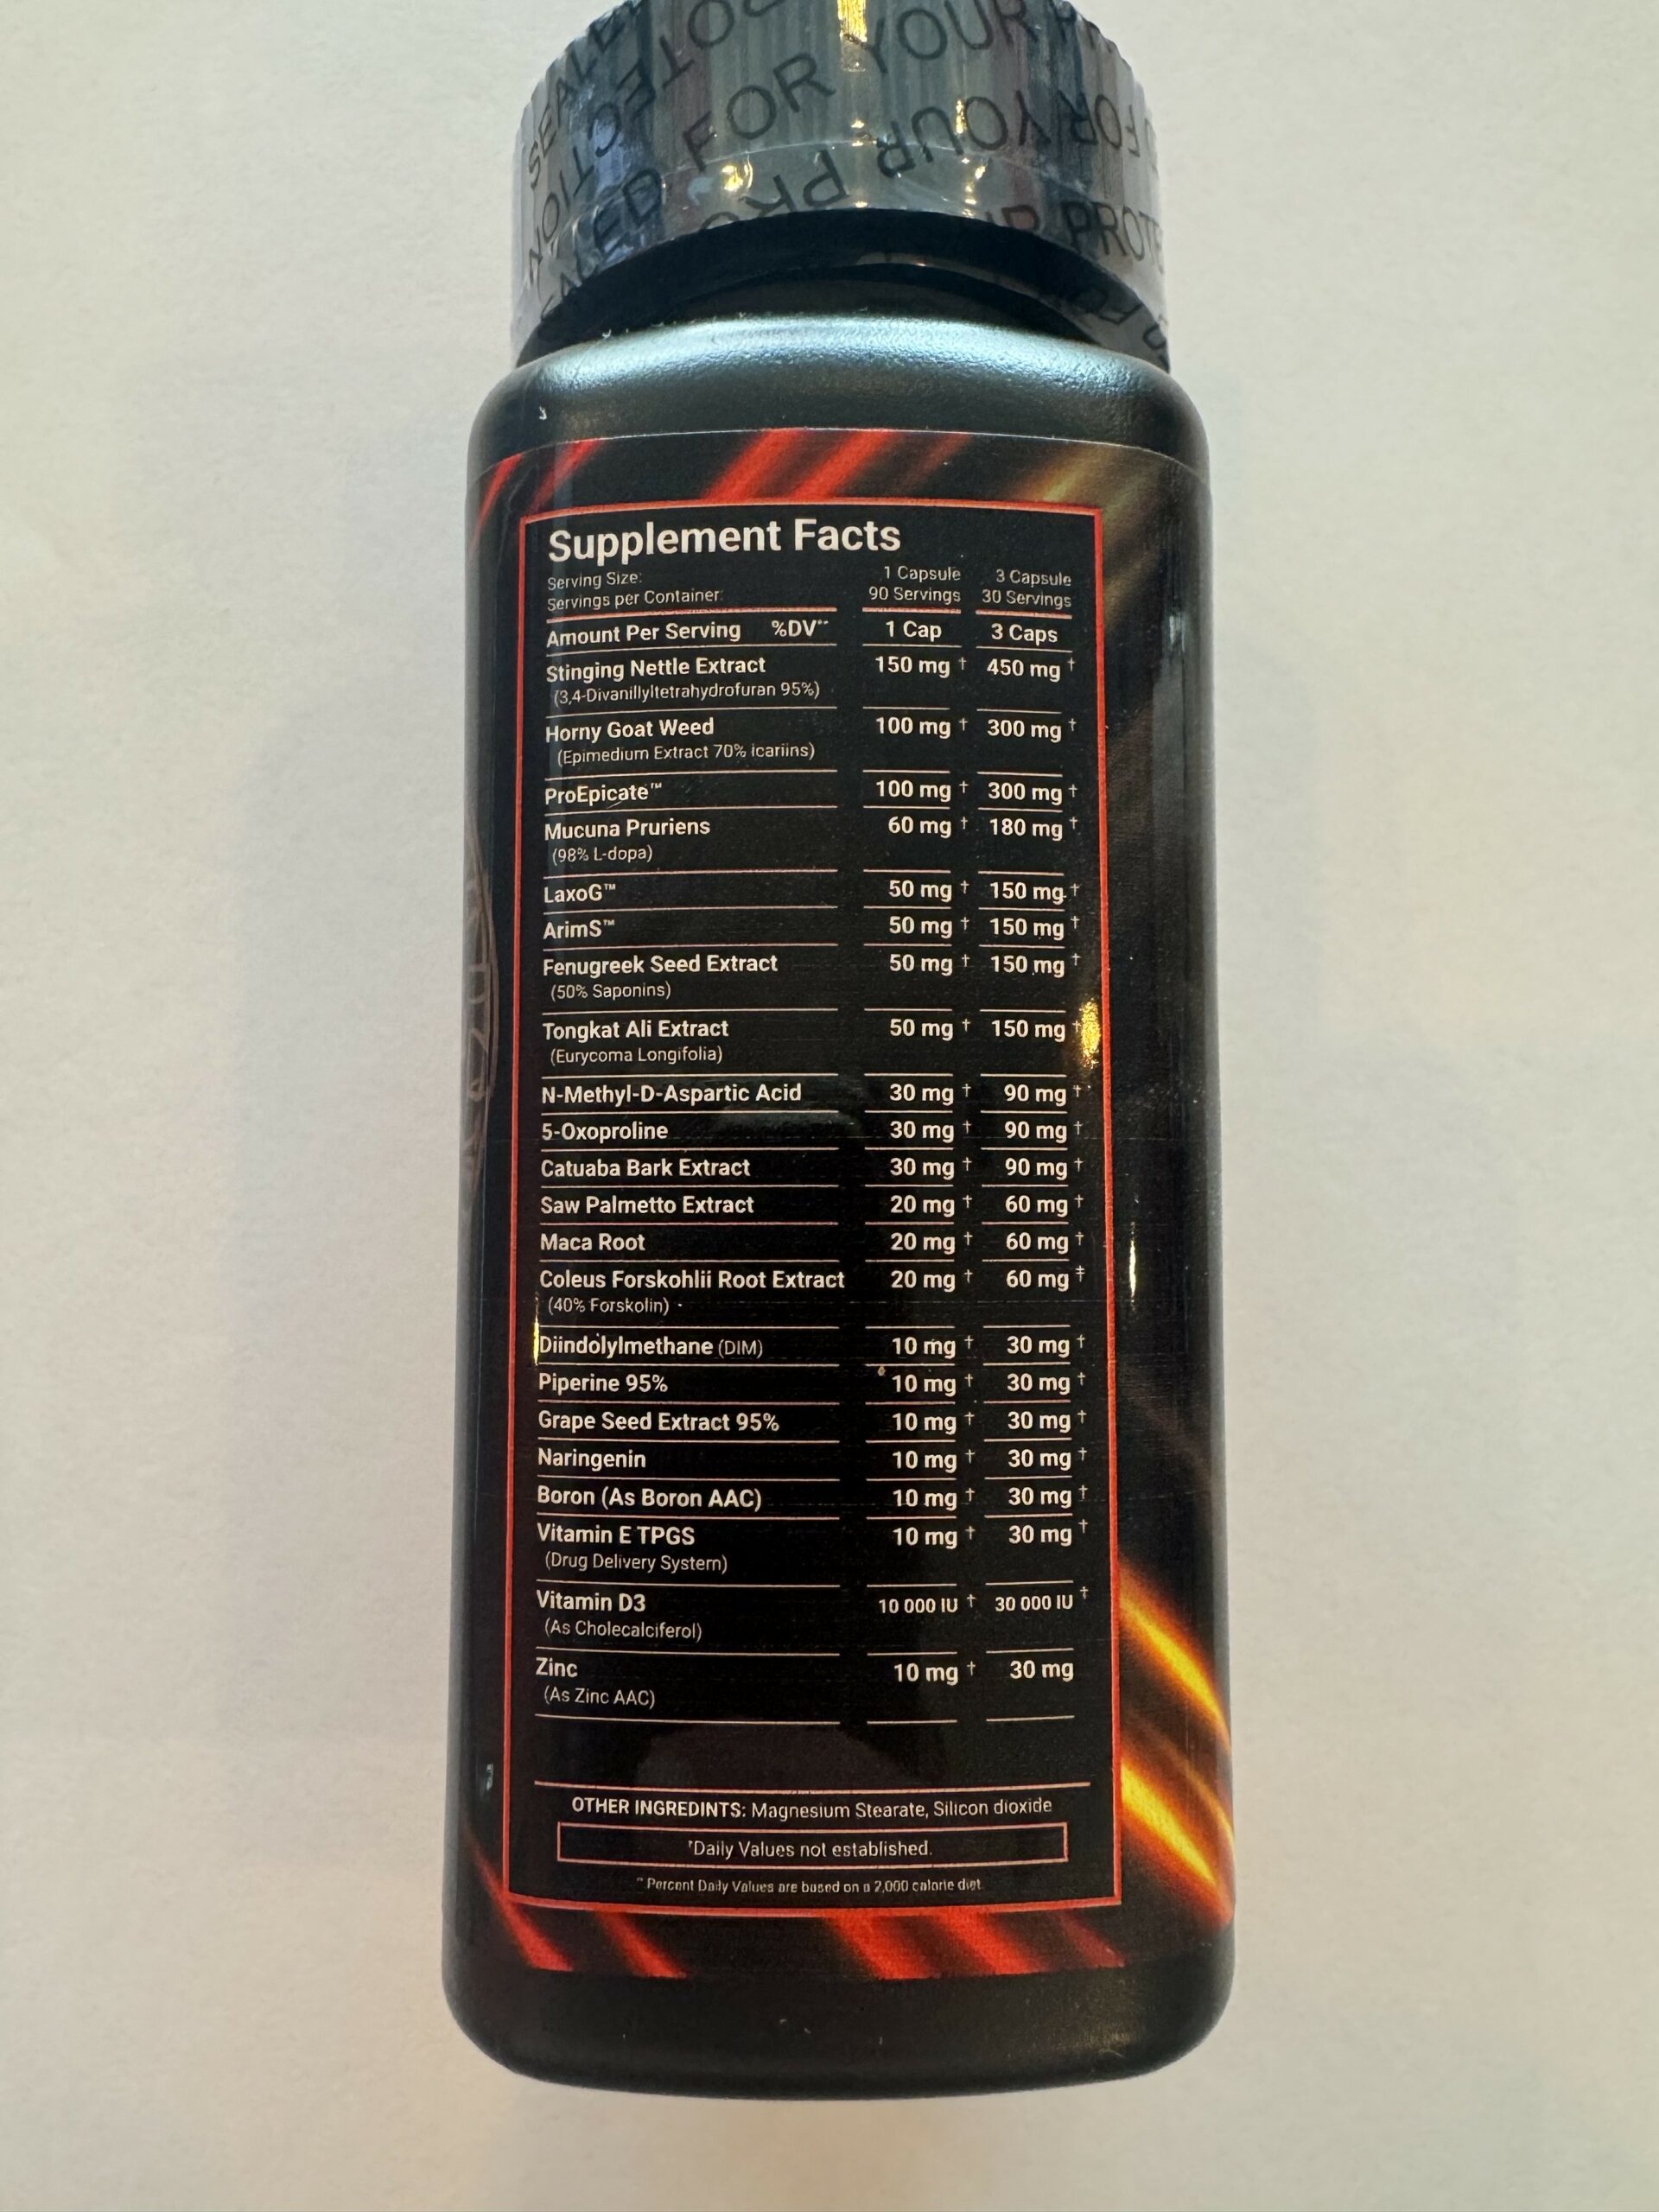 SEALED FOR YOUR PROTECTION
FOR YOUR
Supplement Facts
Serving Size: 1 Capsule 3 Capsule
Servings per Container: 90 Servings 30 Servings
Amount Per Serving %DV** 1 Cap 3 Caps
Stinging Nettle Extract 150 mg † 450 mg †
(3,4-Divanillyltetrahydrofuran 95%)
Horny Goat Weed 100 mg † 300 mg †
(Epimedium Extract 70% icariins)
ProEpicate™ 100 mg † 300 mg †
Mucuna Pruriens 60 mg † 180 mg †
(98% L-dopa)
LaxoG™ 50 mg † 150 mg †
ArimS™ 50 mg † 150 mg †
Fenugreek Seed Extract 50 mg † 150 mg †
(50% Saponins)
Tongkat Ali Extract 50 mg † 150 mg †
(Eurycoma Longifolia)
N-Methyl-D-Aspartic Acid 30 mg † 90 mg †
5-Oxoproline 30 mg † 90 mg †
Catuaba Bark Extract 30 mg † 90 mg †
Saw Palmetto Extract 20 mg † 60 mg †
Maca Root 20 mg † 60 mg †
Coleus Forskohlii Root Extract 20 mg † 60 mg ‡
(40% Forskolin)
Diindolylmethane (DIM) 10 mg † 30 mg †
Piperine 95% 10 mg † 30 mg †
Grape Seed Extract 95% 10 mg † 30 mg †
Naringenin 10 mg † 30 mg †
Boron (As Boron AAC) 10 mg † 30 mg †
Vitamin E TPGS 10 mg † 30 mg †
(Drug Delivery System)
Vitamin D3 10 000 IU † 30 000 IU †
(As Cholecalciferol)
Zinc 10 mg † 30 mg
(As Zinc AAC)
OTHER INGREDINTS: Magnesium Stearate, Silicon dioxide
†Daily Values not established.
** Percent Daily Values are based on a 2,000 calorie diet.